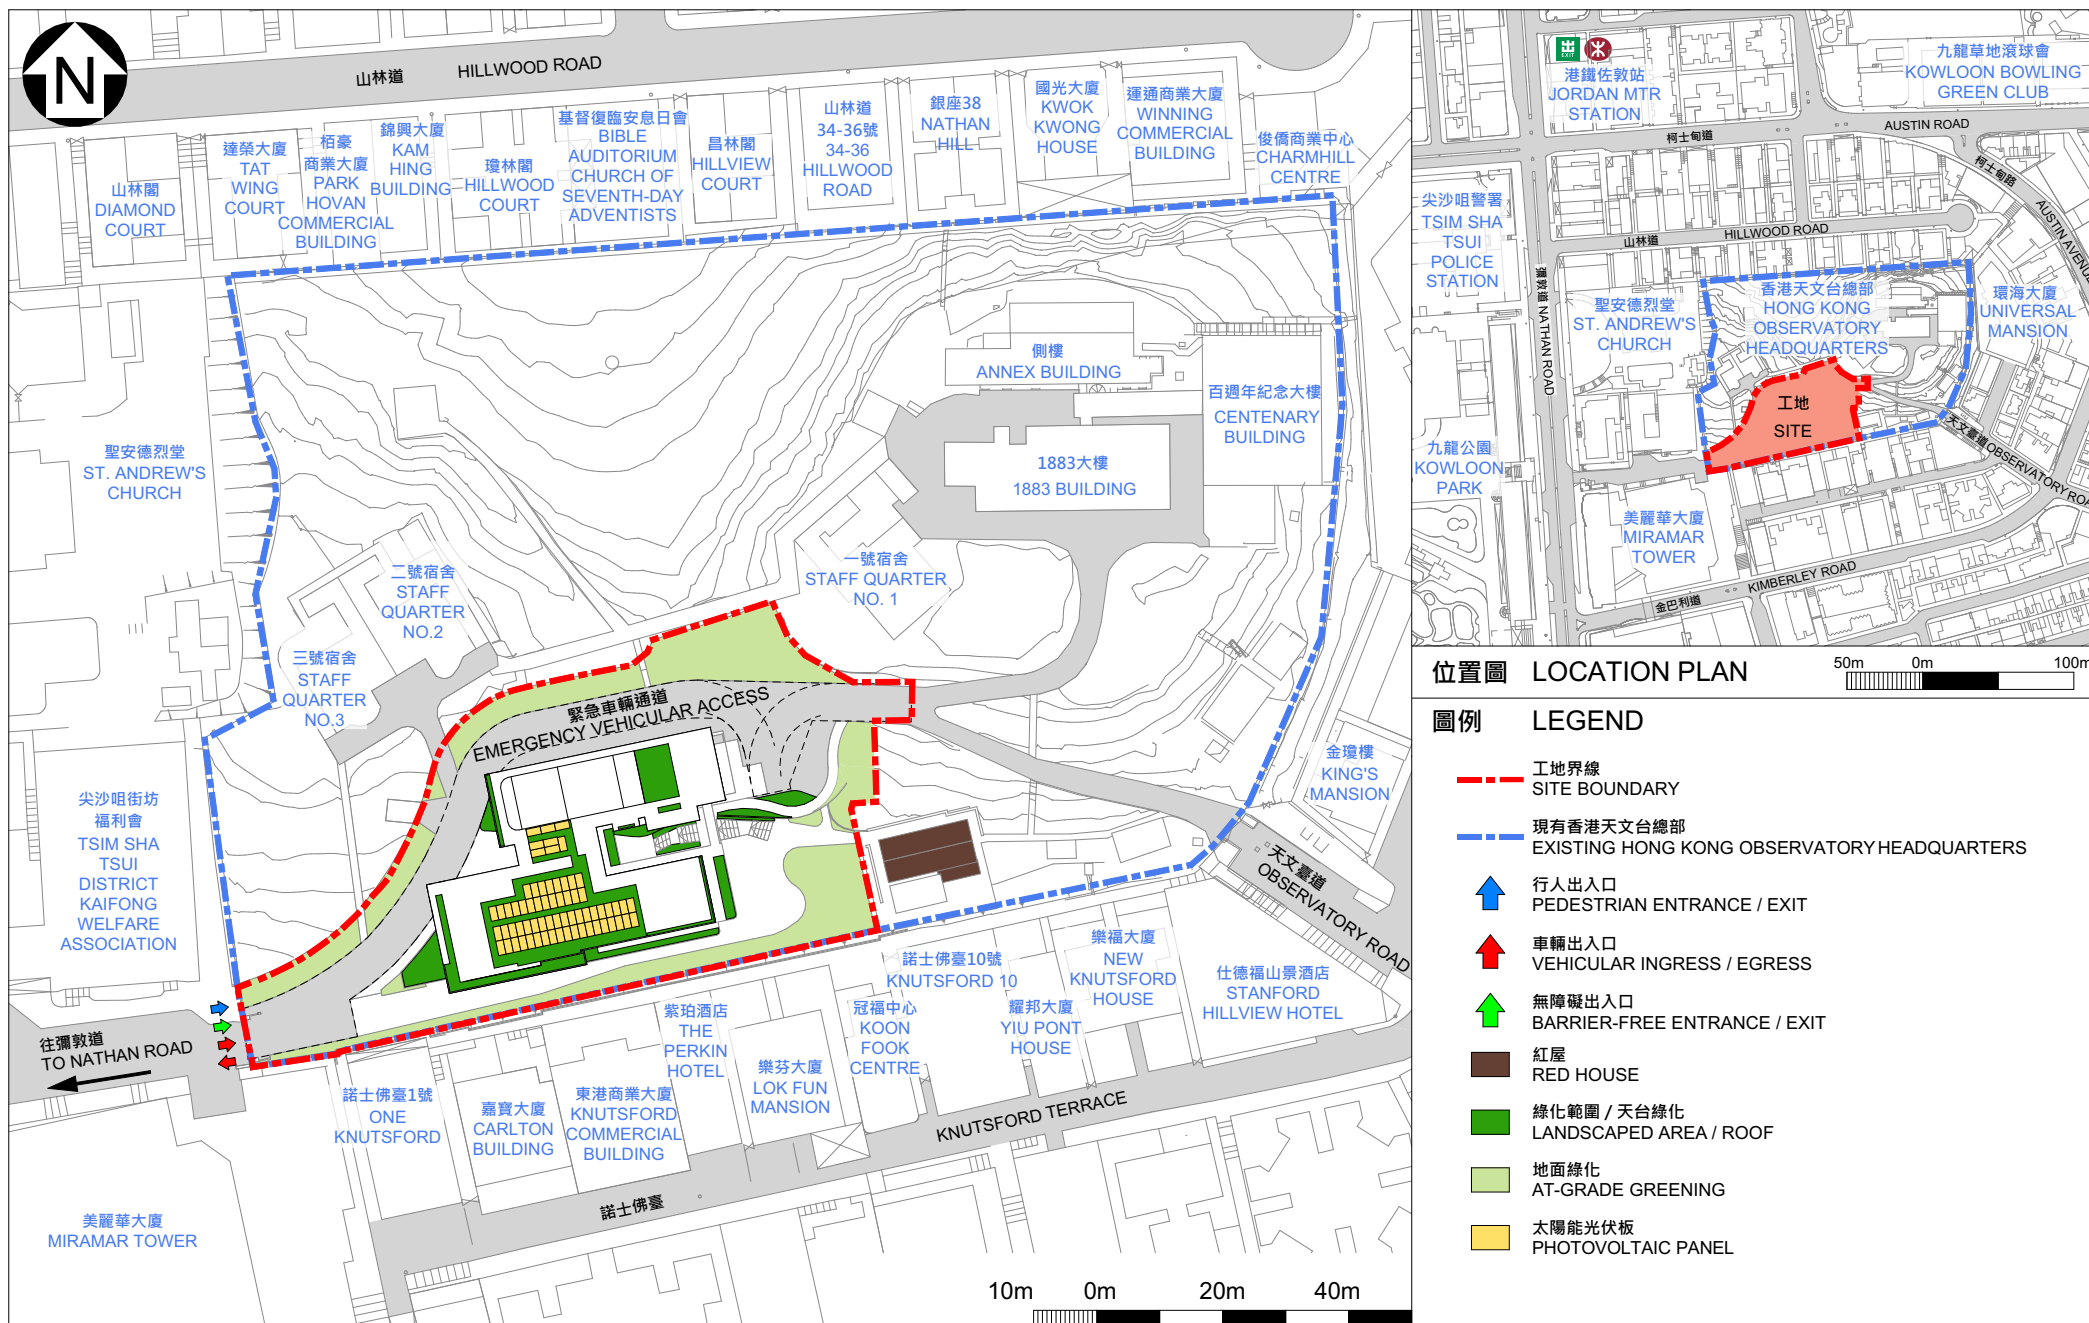 N
山林道 HILLWOOD ROAD
山林閣
DIAMOND
COURT
達榮大廈
TAT
WING
COURT
栢豪
商業大廈
PARK
HOVAN
COMMERCIAL
BUILDING
錦興大廈
KAM
HING
BUILDING
瓊林閣
HILLWOOD
COURT
基督復臨安息日會
BIBLE
AUDITORIUM
CHURCH OF
SEVENTH-DAY
ADVENTISTS
昌林閣
HILLVIEW
COURT
山林道
34-36號
34-36
HILLWOOD
ROAD
銀座38
NATHAN
HILL
國光大廈
KWOK
KWONG
HOUSE
運通商業大廈
WINNING
COMMERCIAL
BUILDING
俊僑商業中心
CHARMHILL
CENTRE
側樓
ANNEX BUILDING
百週年紀念大樓
CENTENARY
BUILDING
1883大樓
1883 BUILDING
聖安德烈堂
ST. ANDREW'S
CHURCH
一號宿舍
STAFF QUARTER
NO. 1
二號宿舍
STAFF
QUARTER
NO.2
三號宿舍
STAFF
QUARTER
NO.3
緊急車輛通道
EMERGENCY VEHICULAR ACCESS
尖沙咀街坊
福利會
TSIM SHA
TSUI
DISTRICT
KAIFONG
WELFARE
ASSOCIATION
金瓊樓
KING'S
MANSION
天文臺道
OBSERVATORY ROAD
往彌敦道
TO NATHAN ROAD
諾士佛臺1號
ONE
KNUTSFORD
嘉寶大廈
CARLTON
BUILDING
東港商業大廈
KNUTSFORD
COMMERCIAL
BUILDING
紫珀酒店
THE
PERKIN
HOTEL
樂芬大廈
LOK FUN
MANSION
冠福中心
KOON
FOOK
CENTRE
諾士佛臺10號
KNUTSFORD 10
耀邦大廈
YIU PONT
HOUSE
樂福大廈
NEW
KNUTSFORD
HOUSE
仕德福山景酒店
STANFORD
HILLVIEW HOTEL
KNUTSFORD TERRACE
諾士佛臺
美麗華大廈
MIRAMAR TOWER
10m 0m 20m 40m
出
EXIT
港鐵佐敦站
JORDAN MTR
STATION
九龍草地滾球會
KOWLOON BOWLING
GREEN CLUB
柯士甸道
AUSTIN ROAD
柯士甸路
AUSTIN AVENUE
尖沙咀警署
TSIM SHA
TSUI
POLICE
STATION
山林道
HILLWOOD ROAD
彌敦道 NATHAN ROAD
聖安德烈堂
ST. ANDREW'S
CHURCH
香港天文台總部
HONG KONG
OBSERVATORY
HEADQUARTERS
環海大廈
UNIVERSAL
MANSION
工地
SITE
天文臺道 OBSERVATORY ROAD
九龍公園
KOWLOON
PARK
美麗華大廈
MIRAMAR
TOWER
金巴利道
KIMBERLEY ROAD
位置圖 LOCATION PLAN
50m 0m 100m
圖例 LEGEND
工地界線
SITE BOUNDARY
現有香港天文台總部
EXISTING HONG KONG OBSERVATORY HEADQUARTERS
行人出入口
PEDESTRIAN ENTRANCE / EXIT
車輛出入口
VEHICULAR INGRESS / EGRESS
無障礙出入口
BARRIER-FREE ENTRANCE / EXIT
紅屋
RED HOUSE
綠化範圍 / 天台綠化
LANDSCAPED AREA / ROOF
地面綠化
AT-GRADE GREENING
太陽能光伏板
PHOTOVOLTAIC PANEL